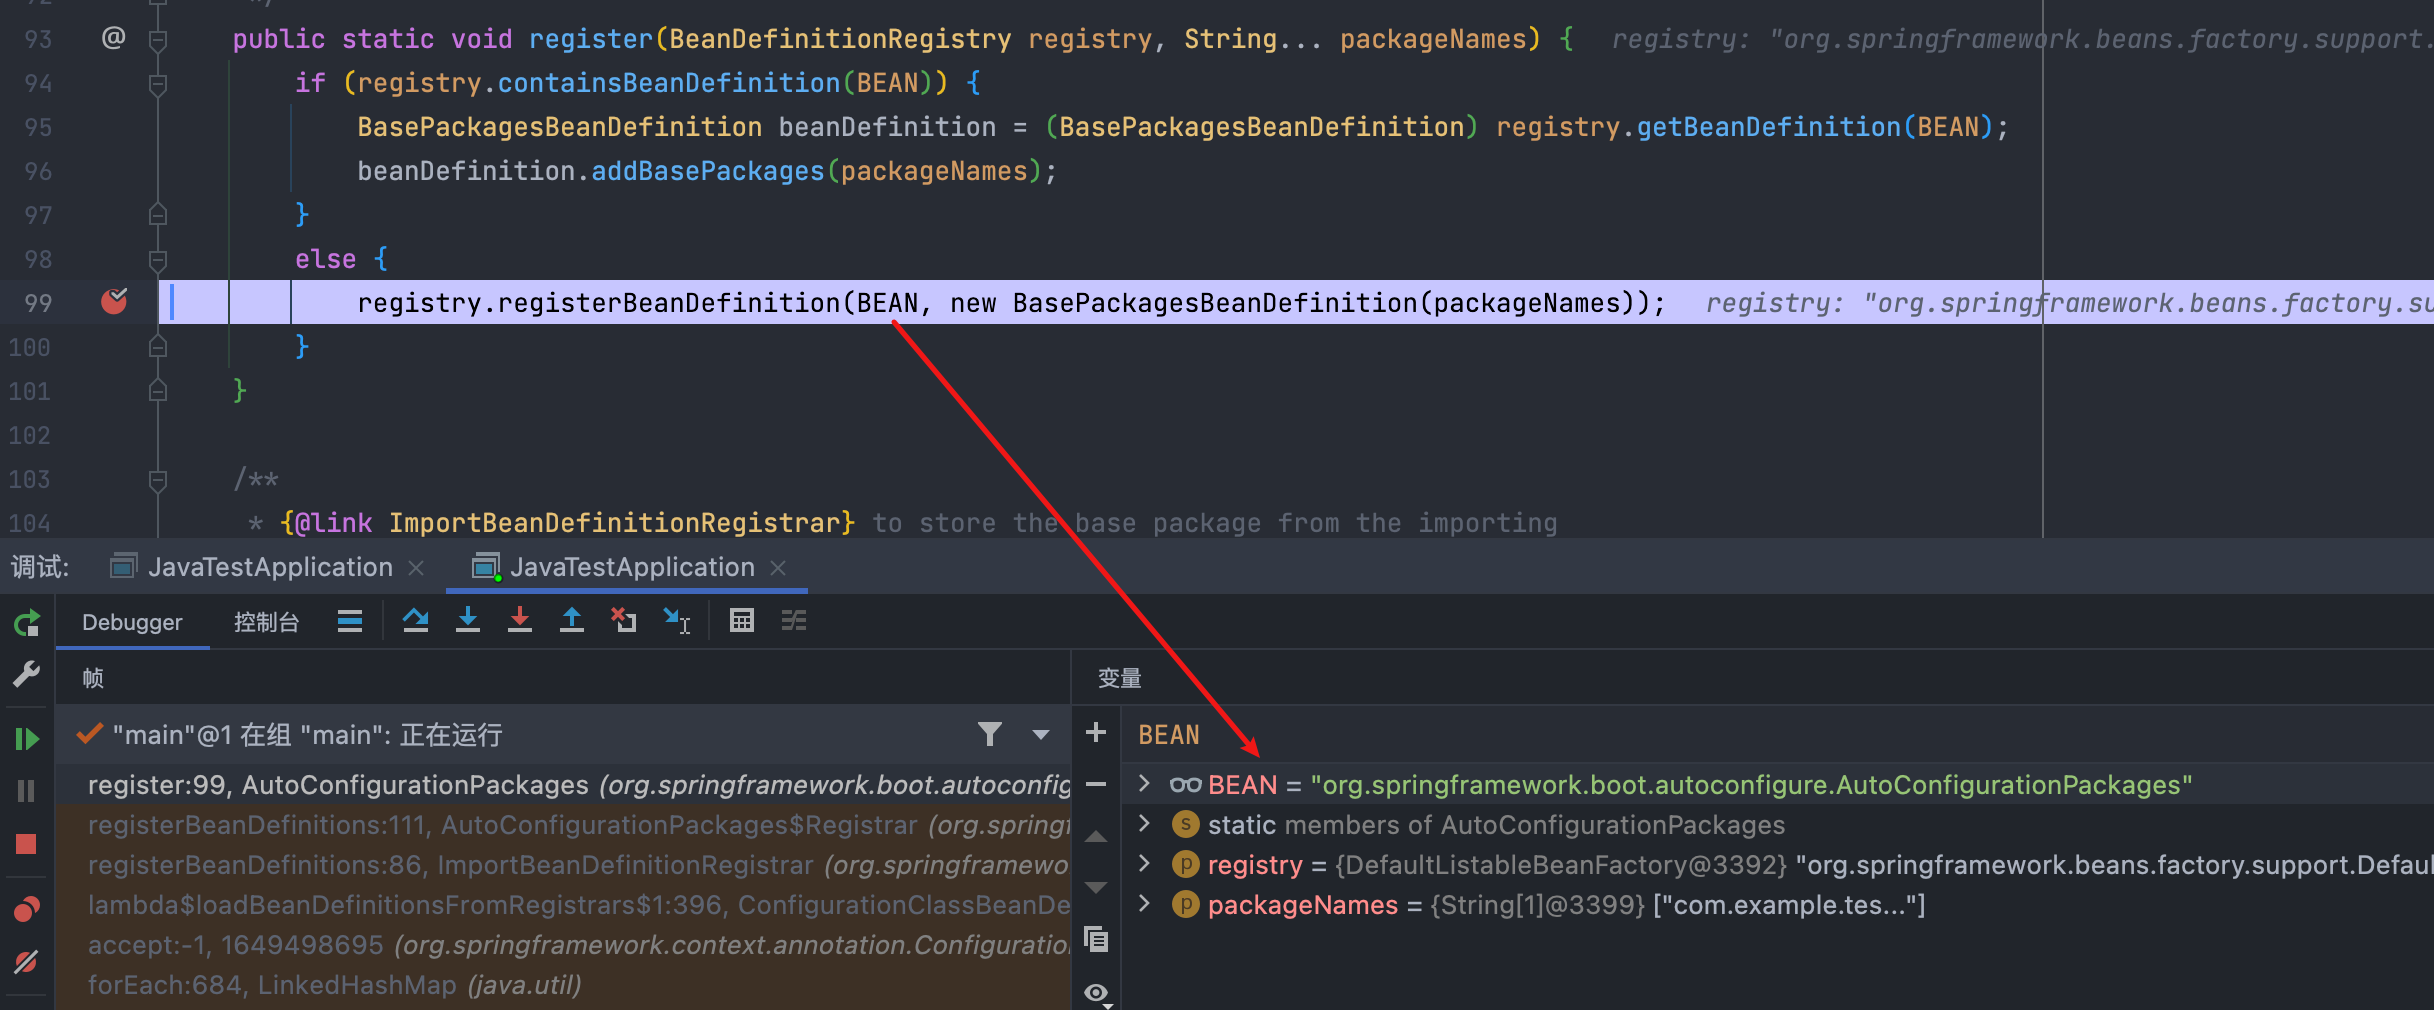 93 @ public static void register(BeanDefinitionRegistry registry, String... packageNames) { registry: "org.springframework.beans.factory.support.
94 if (registry.containsBeanDefinition(BEAN)) {
95 BasePackagesBeanDefinition beanDefinition = (BasePackagesBeanDefinition) registry.getBeanDefinition(BEAN);
96 beanDefinition.addBasePackages(packageNames);
97 }
98 else {
99 registry.registerBeanDefinition(BEAN, new BasePackagesBeanDefinition(packageNames)); registry: "org.springframework.beans.factory.su
100 }
101 }
102
103 /**
104 * {@link ImportBeanDefinitionRegistrar} to store the base package from the importing
调试: JavaTestApplication × JavaTestApplication ×
Debugger 控制台
帧
变量
"main"@1 在组 "main": 正在运行
BEAN
register:99, AutoConfigurationPackages (org.springframework.boot.autoconfig
registerBeanDefinitions:111, AutoConfigurationPackages$Registrar (org.springf
registerBeanDefinitions:86, ImportBeanDefinitionRegistrar (org.springframewo
lambda$loadBeanDefinitionsFromRegistrars$1:396, ConfigurationClassBeanDe
accept:-1, 1649498695 (org.springframework.context.annotation.Configuratio
forEach:684, LinkedHashMap (java.util)
BEAN = "org.springframework.boot.autoconfigure.AutoConfigurationPackages"
s static members of AutoConfigurationPackages
p registry = {DefaultListableBeanFactory@3392} "org.springframework.beans.factory.support.Defau
p packageNames = {String[1]@3399} ["com.example.tes..."]